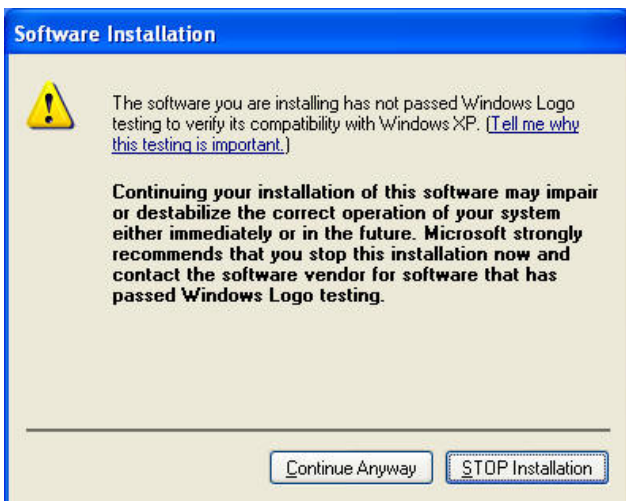 Software Installation
The software you are installing has not passed Windows Logo
testing to verify its compatibility with Windows XP. (Tell me why
this testing is important.)
Continuing your installation of this software may impair
or destabilize the correct operation of your system
either immediately or in the future. Microsoft strongly
recommends that you stop this installation now and
contact the software vendor for software that has
passed Windows Logo testing.
Continue Anyway
STOP Installation